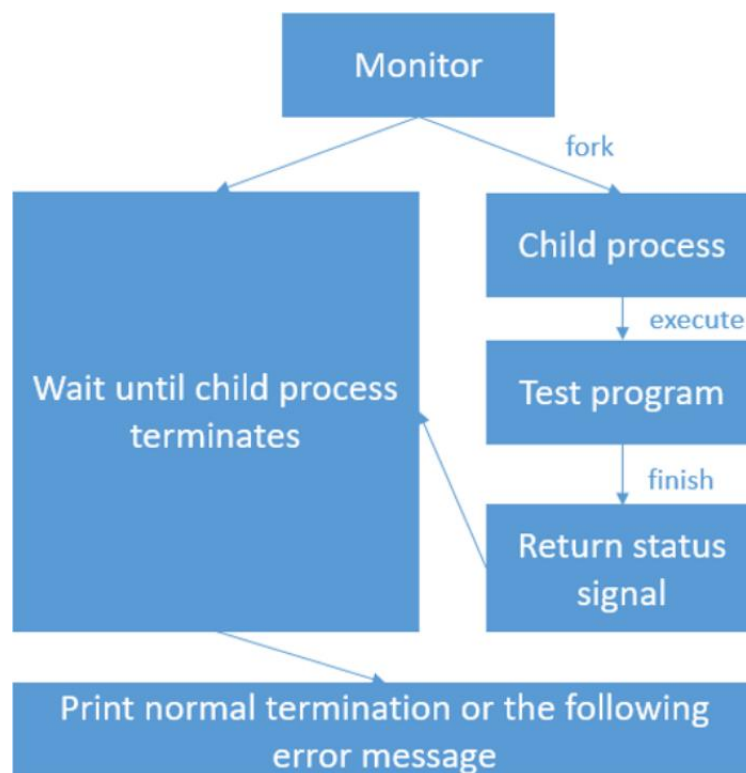 Monitor
fork
Child process
execute
Wait until child process
terminates
Test program
finish
Return status
signal
Print normal termination or the following
error message